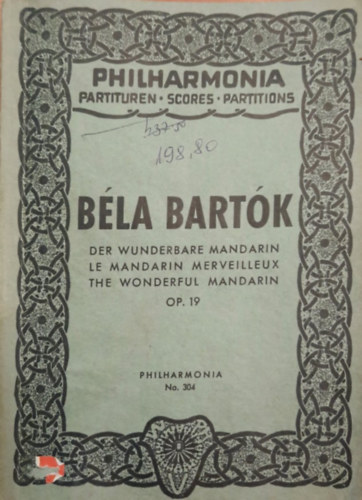 PHILHARMONIA
PARTITUREN • SCORES • PARTITIONS
198,80
BÉLA BARTÓK
DER WUNDERBARE MANDARIN
LE MANDARIN MERVEILLEUX
THE WONDERFUL MANDARIN
OP. 19
PHILHARMONIA
No. 304